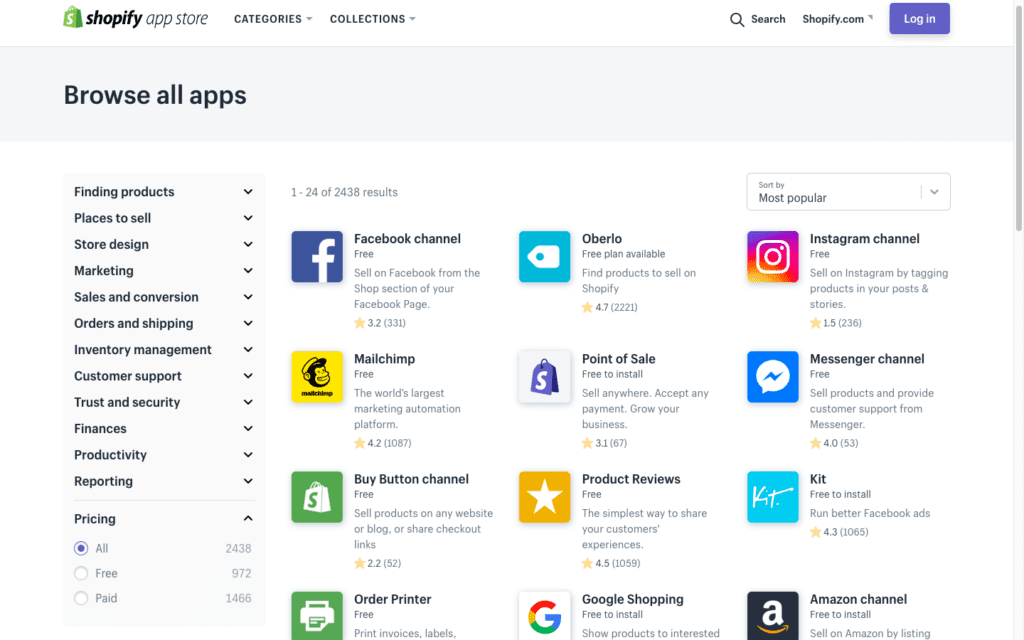 shopify app store
CATEGORIES
COLLECTIONS
Search
Shopify.com
Log in
Browse all apps
Finding products
Places to sell
Store design
Marketing
Sales and conversion
Orders and shipping
Inventory management
Customer support
Trust and security
Finances
Productivity
Reporting
Pricing
All 2438
Free 972
Paid 1466
1 - 24 of 2438 results
Sort by
Most popular
Facebook channel
Free
Sell on Facebook from the
Shop section of your
Facebook Page.
3.2 (331)
Oberlo
Free plan available
Find products to sell on
Shopify
4.7 (2221)
Instagram channel
Free
Sell on Instagram by tagging
products in your posts &
stories.
1.5 (236)
mailchimp
Mailchimp
Free
The world's largest
marketing automation
platform.
4.2 (1087)
Point of Sale
Free to install
Sell anywhere. Accept any
payment. Grow your
business.
3.1 (67)
Messenger channel
Free
Sell products and provide
customer support from
Messenger.
4.0 (53)
Buy Button channel
Free
Sell products on any website
or blog, or share checkout
links
2.2 (52)
Product Reviews
Free
The simplest way to share
your customers'
experiences.
4.5 (1059)
Kit.
Kit
Free to install
Run better Facebook ads
4.3 (1065)
Order Printer
Free
Print invoices, labels,
Google Shopping
Free to install
Show products to interested
Amazon channel
Free to install
Sell on Amazon by listing